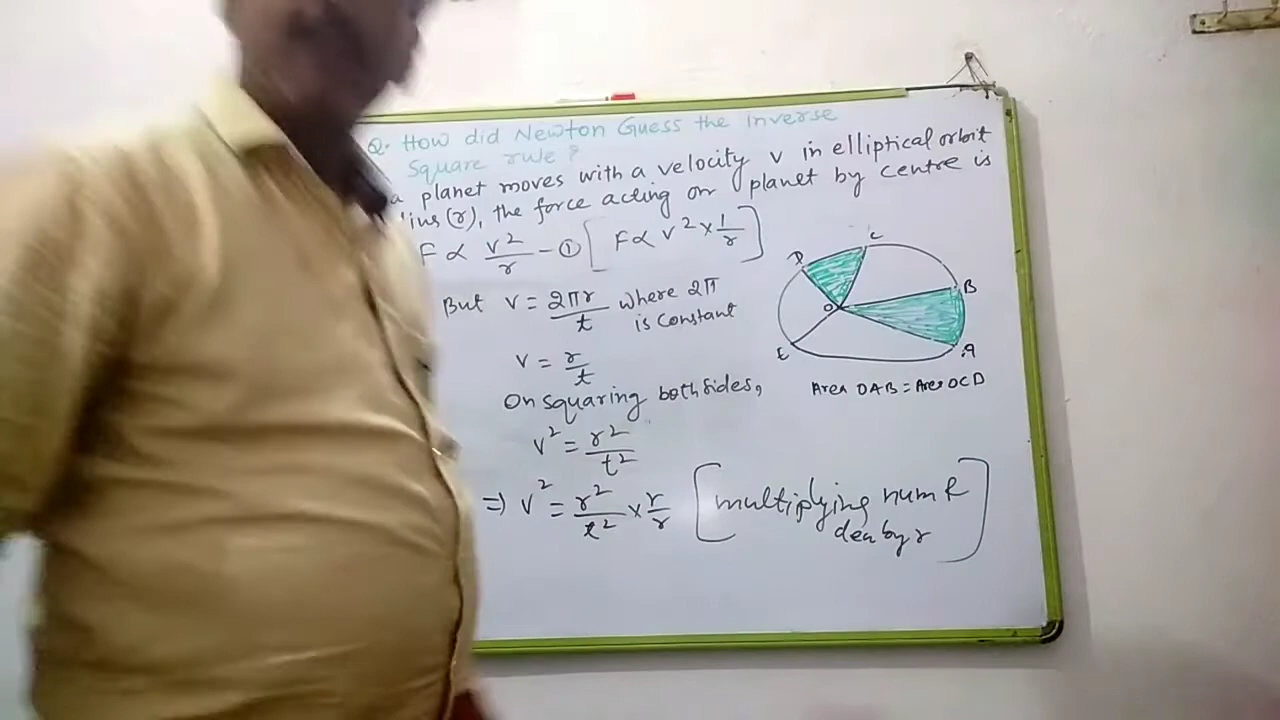 Q. How did Newton Guess the Inverse
Square rule?
a planet moves with a velocity v in elliptical orbit
dius (r), the force acting on planet by centre is
F ∝ v²/r - ① [F ∝ v² × 1/r]
But v = 2πr/t where 2π
is Constant
v = r/t
On squaring both sides,
v² = r²/t²
⇒ v² = r²/t² × r/r [multiplying num &
den by r]
D
C
B
O
E
A
Area OAB = Area OCD